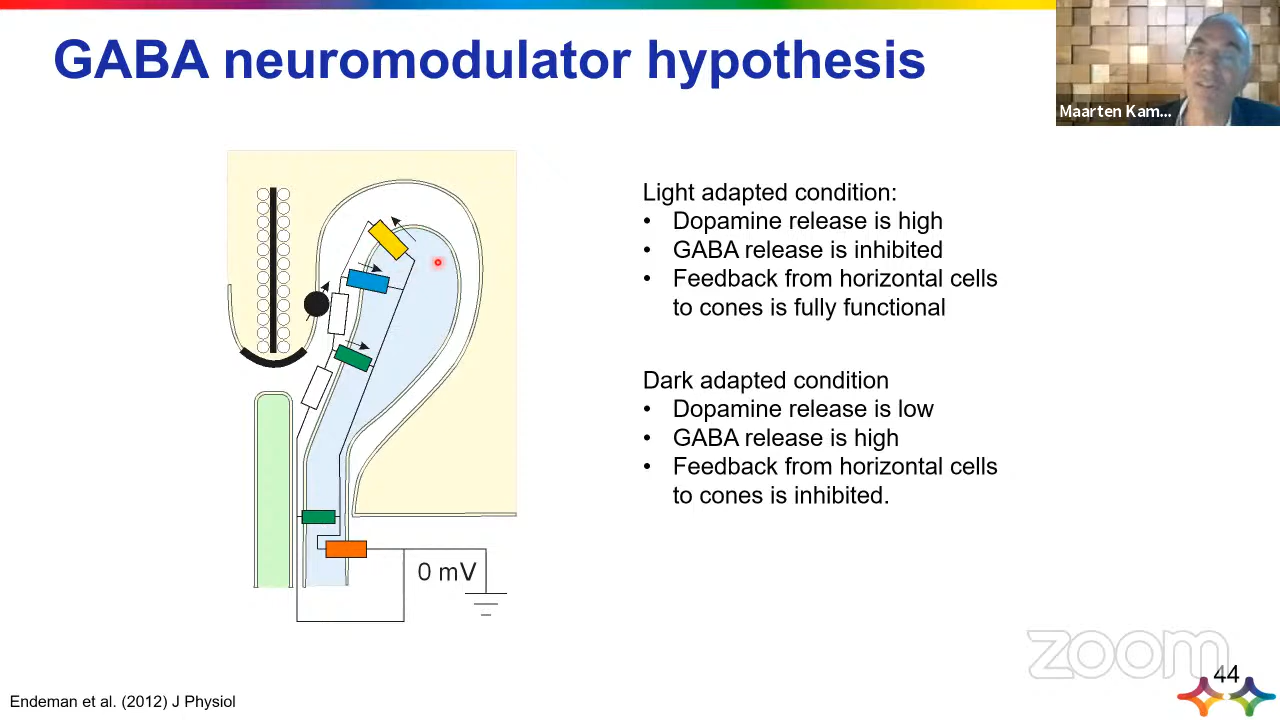 GABA neuromodulator hypothesis
Maarten Kam...
Light adapted condition:
• Dopamine release is high
• GABA release is inhibited
• Feedback from horizontal cells
to cones is fully functional
Dark adapted condition
• Dopamine release is low
• GABA release is high
• Feedback from horizontal cells
to cones is inhibited.
0 mV
zoom
44
Endeman et al. (2012) J Physiol